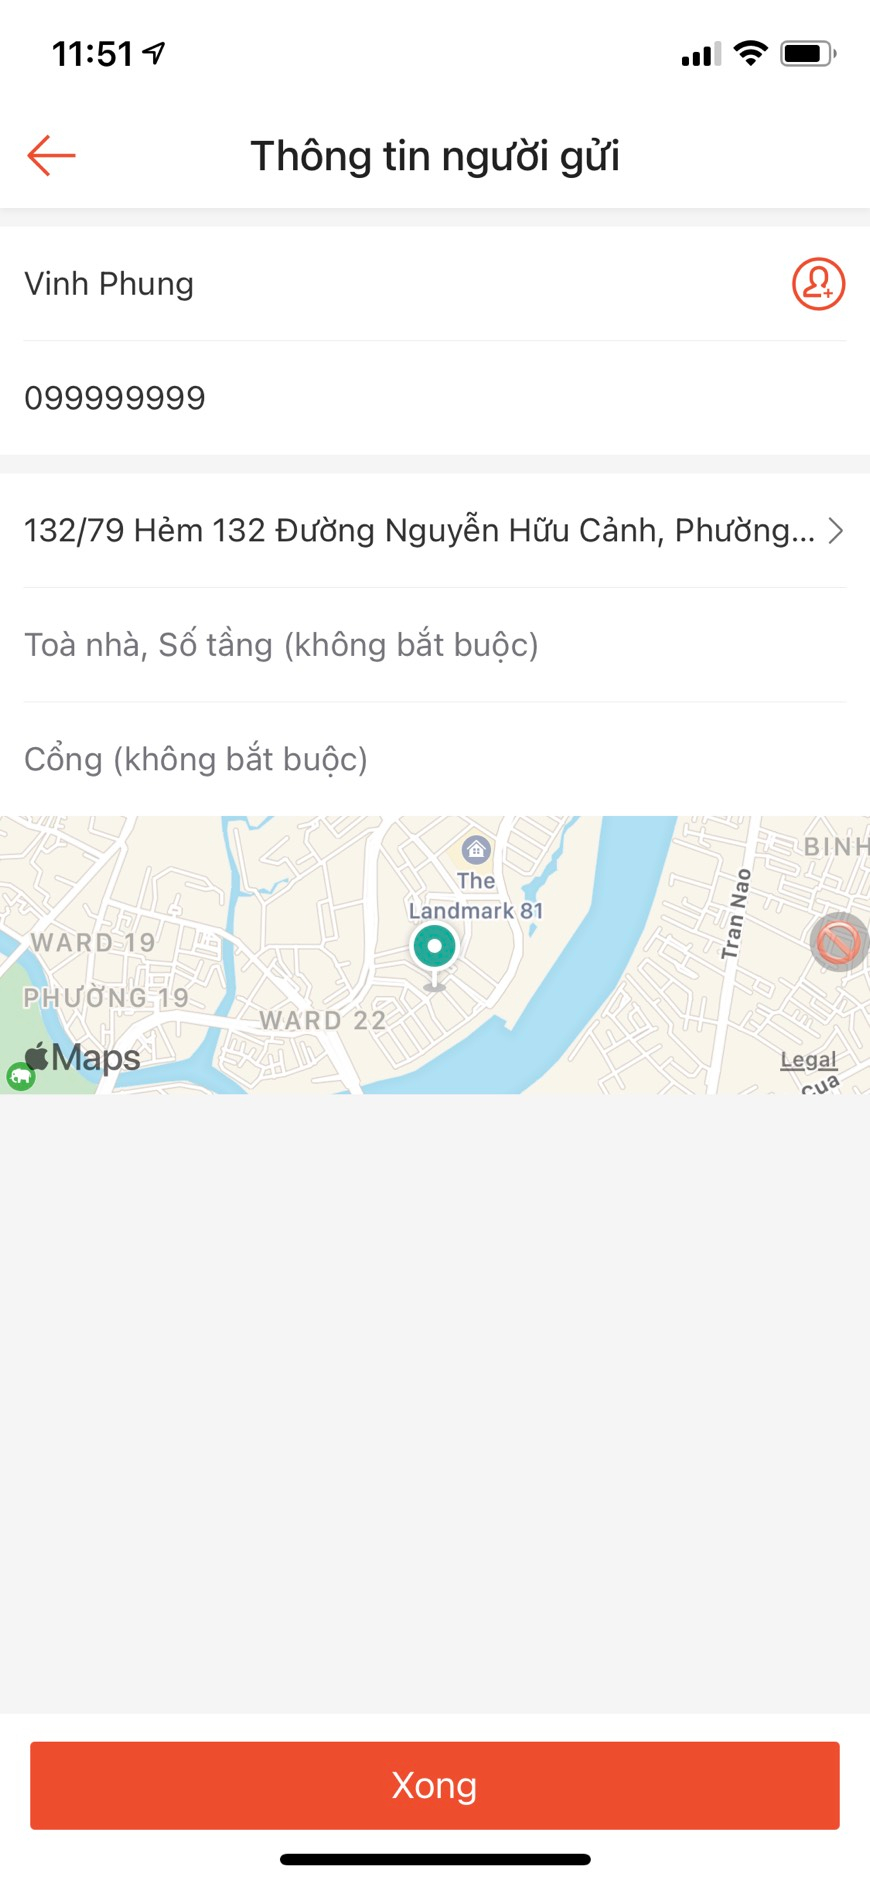 11:51
Thông tin người gửi
Vinh Phung
099999999
132/79 Hẻm 132 Đường Nguyễn Hữu Cảnh, Phường...
Toà nhà, Số tầng (không bắt buộc)
Cổng (không bắt buộc)
BINH
The
Landmark 81
Tran Nao
WARD 19
PHƯỜNG 19
WARD 22
Maps
Legal
Cua
Xong